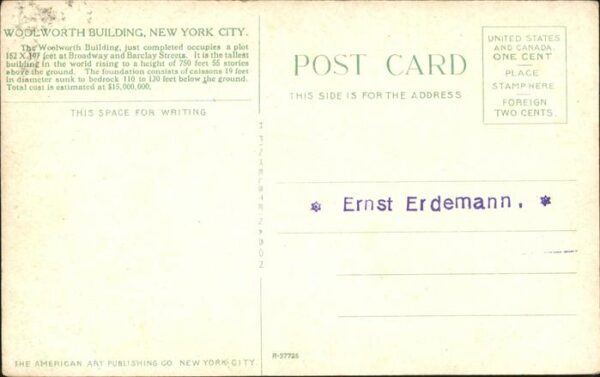 WOOLWORTH BUILDING, NEW YORK CITY.
The Woolworth Building, just completed occupies a plot
152 X 197 feet at Broadway and Barclay Streets. It is the tallest
building in the world rising to a height of 750 feet 55 stories
above the ground. The foundation consists of caissons 19 feet
in diameter sunk to bedrock 110 to 130 feet below the ground.
Total cost is estimated at $15,000,000.
THIS SPACE FOR WRITING
POST CARD
THIS SIDE IS FOR THE ADDRESS
UNITED STATES
AND CANADA
ONE CENT
PLACE
STAMP HERE
FOREIGN
TWO CENTS.
* Ernst Erdemann. *
THE AMERICAN ART PUBLISHING CO NEW YORK CITY.
R-37725